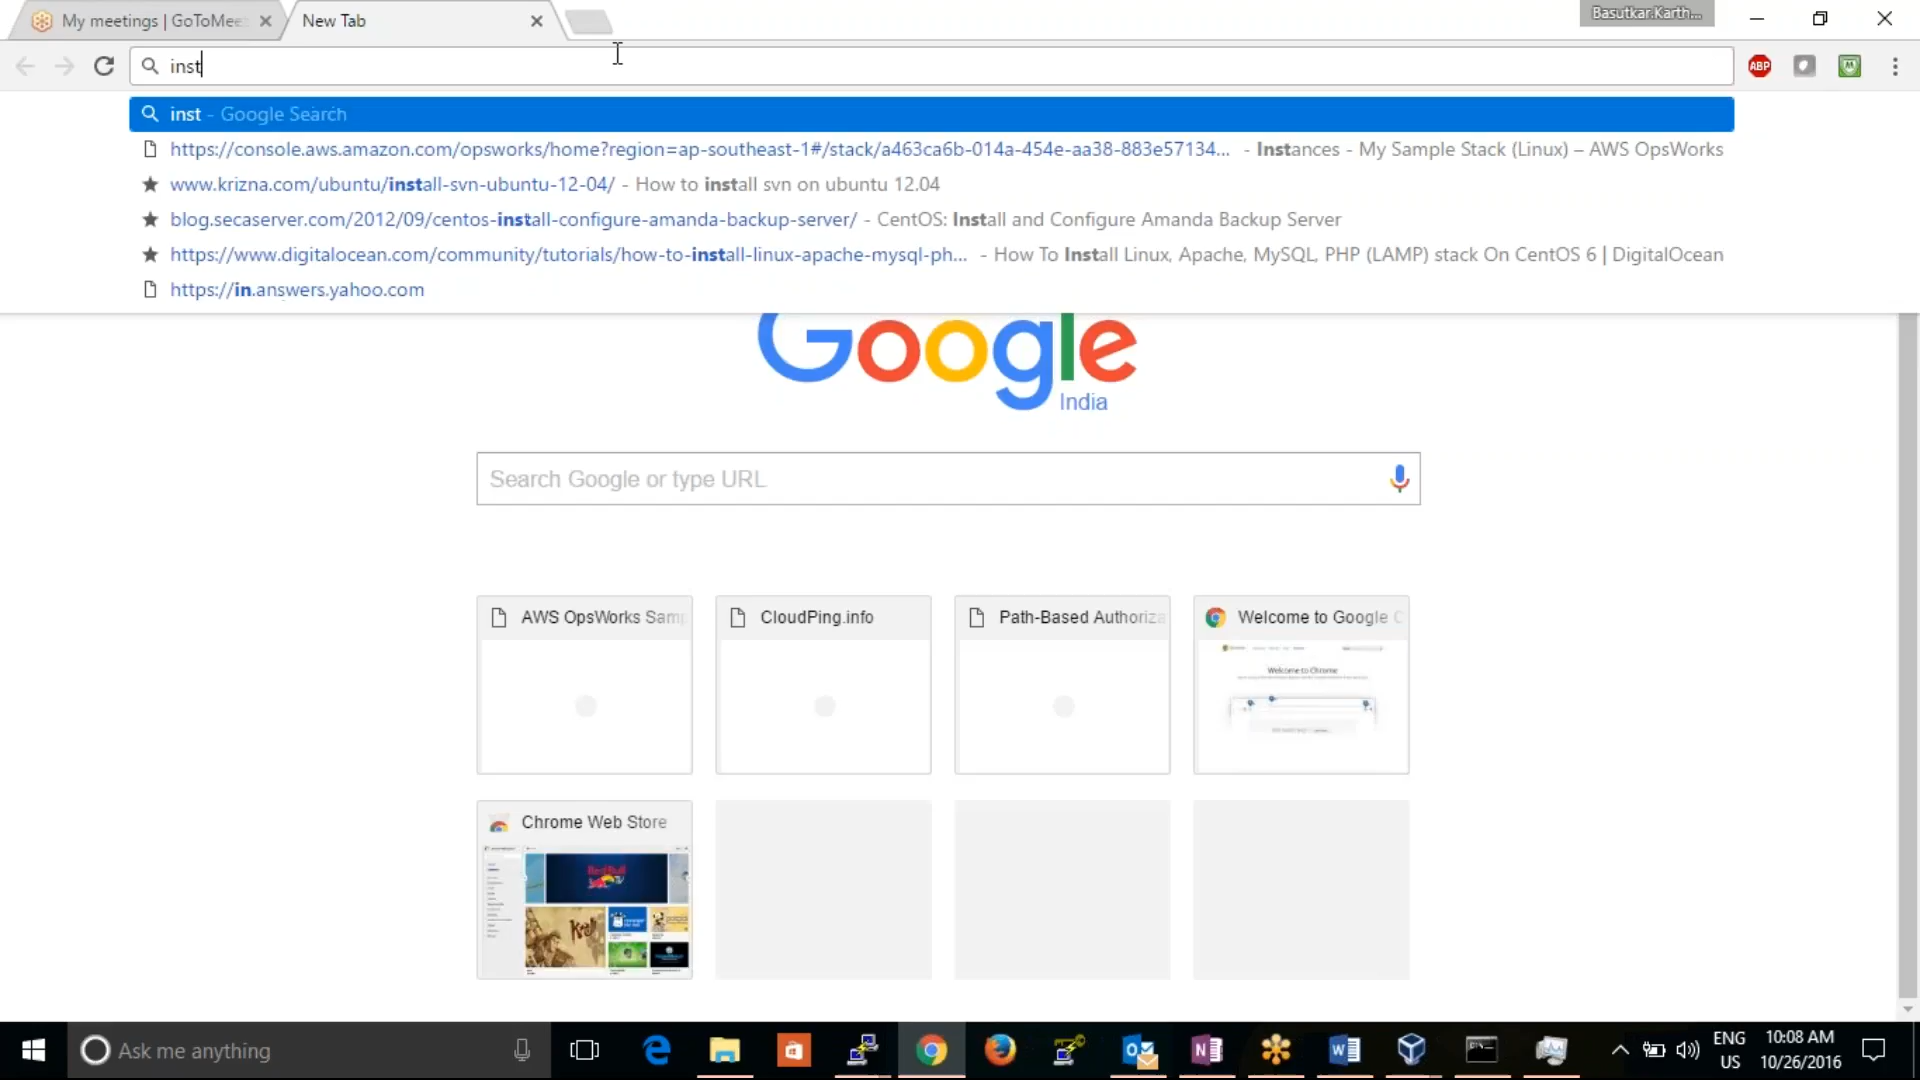 My meetings | GoToMee
New Tab
Basutkar.Karth...
inst
ABP
inst - Google Search
https://console.aws.amazon.com/opsworks/home?region=ap-southeast-1#/stack/a463ca6b-014a-454e-aa38-883e57134... - Instances - My Sample Stack (Linux) – AWS OpsWorks
www.krizna.com/ubuntu/install-svn-ubuntu-12-04/ - How to install svn on ubuntu 12.04
blog.secaserver.com/2012/09/centos-install-configure-amanda-backup-server/ - CentOS: Install and Configure Amanda Backup Server
https://www.digitalocean.com/community/tutorials/how-to-install-linux-apache-mysql-ph... - How To Install Linux, Apache, MySQL, PHP (LAMP) stack On CentOS 6 | DigitalOcean
https://in.answers.yahoo.com
Google
India
Search Google or type URL
AWS OpsWorks Samp
CloudPing.info
Path-Based Authoriza
Welcome to Google C
Welcome to Chrome
Chrome Web Store
Ask me anything
ENG
US
10:08 AM
10/26/2016